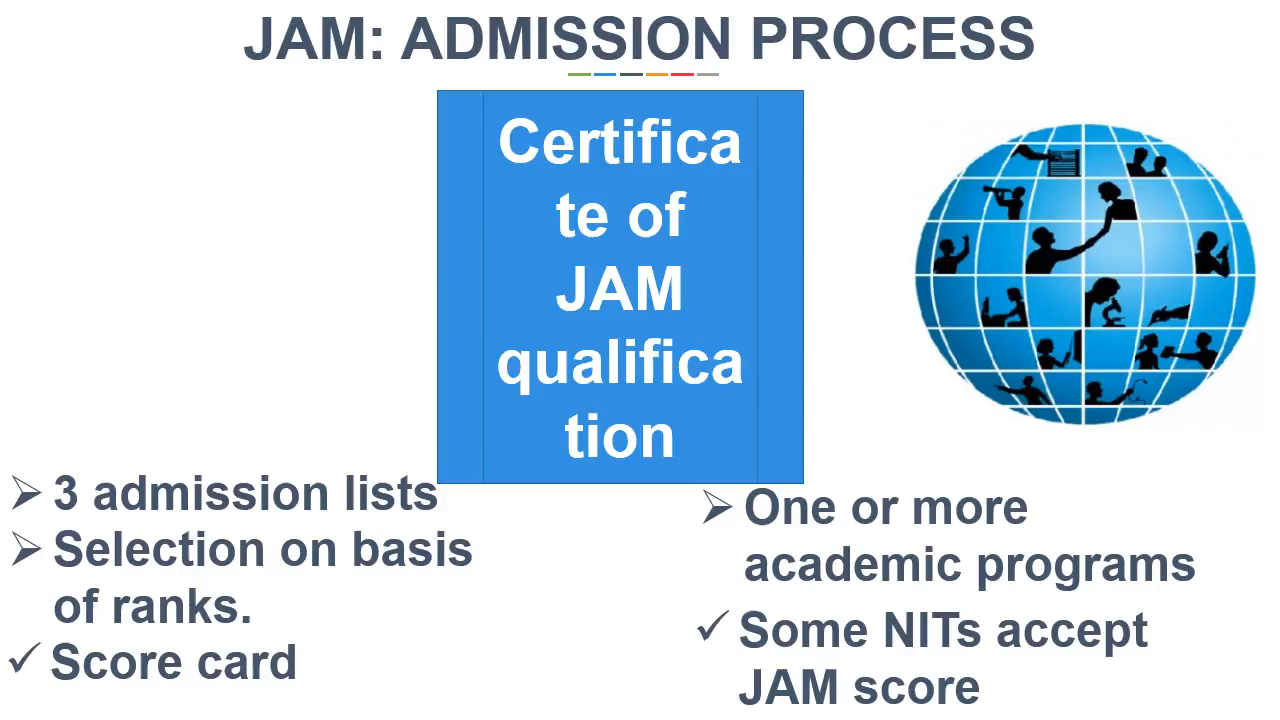 JAM: ADMISSION PROCESS
Certifica
te of
JAM
qualifica
tion
➢ 3 admission lists
➢ Selection on basis
of ranks.
✓ Score card
➢ One or more
academic programs
✓ Some NITs accept
JAM score